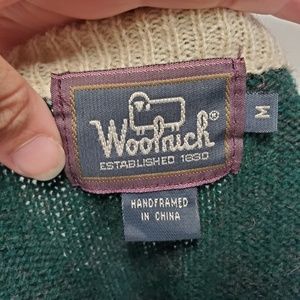 Woolrich®
ESTABLISHED 1830
M
HANDFRAMED
IN CHINA